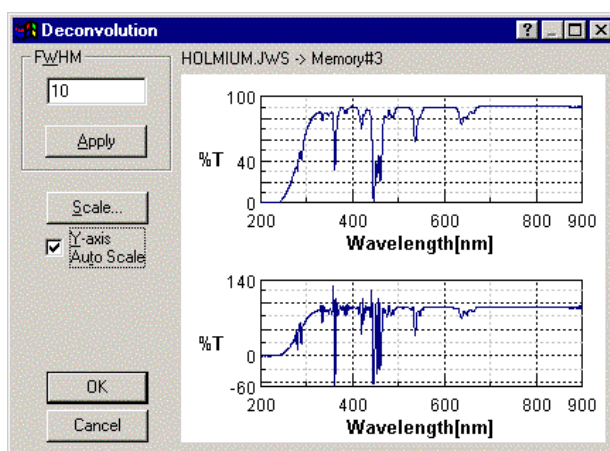 Deconvolution
FWHM
10
Apply
Scale...
Y-axis
Auto Scale
OK
Cancel
HOLMIUM.JWS -> Memory#3
100
%T
40
0
200 400 600 800 900
Wavelength[nm]
140
%T
0
-60
200 400 600 800 900
Wavelength[nm]